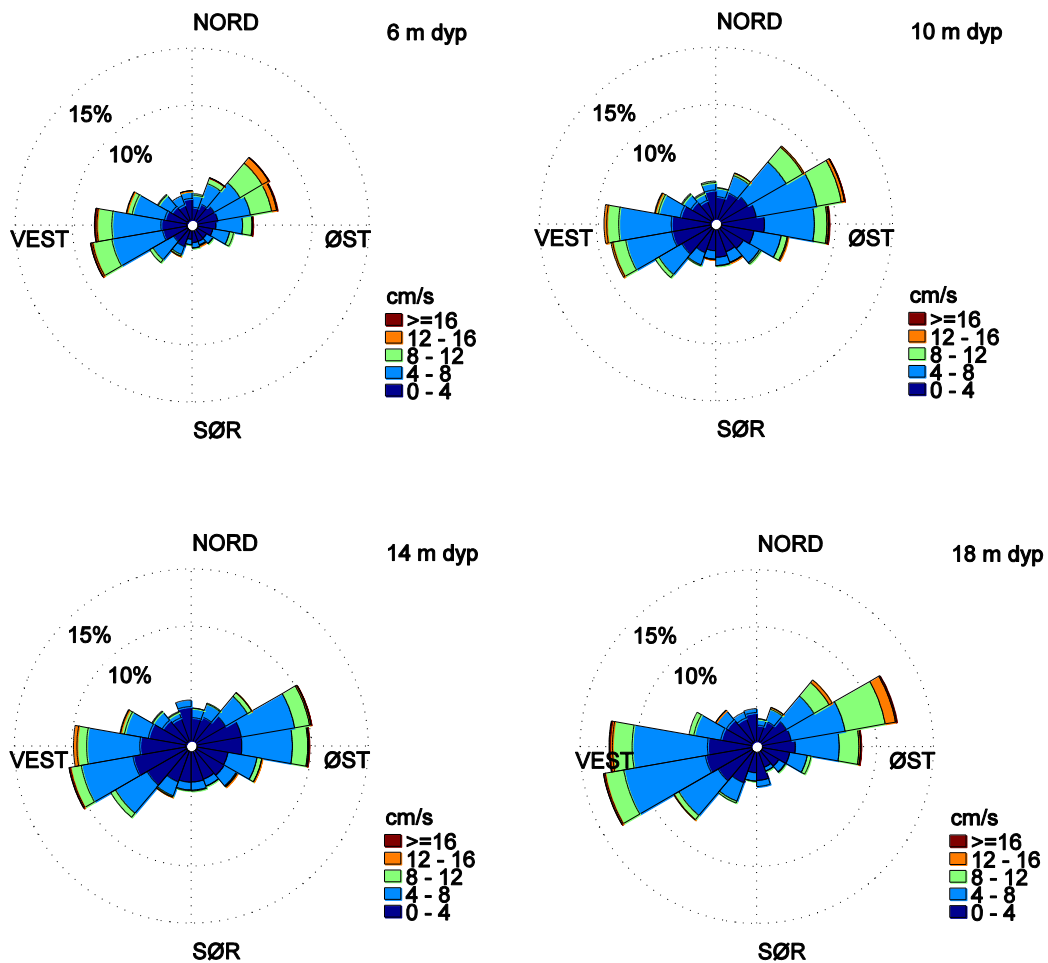 NORD
6 m dyp
15%
10%
VEST
ØST
cm/s
>=16
12 - 16
8 - 12
4 - 8
0 - 4
SØR
NORD
10 m dyp
15%
10%
VEST
ØST
cm/s
>=16
12 - 16
8 - 12
4 - 8
0 - 4
SØR
NORD
14 m dyp
15%
10%
VEST
ØST
cm/s
>=16
12 - 16
8 - 12
4 - 8
0 - 4
SØR
NORD
18 m dyp
15%
10%
VEST
ØST
cm/s
>=16
12 - 16
8 - 12
4 - 8
0 - 4
SØR